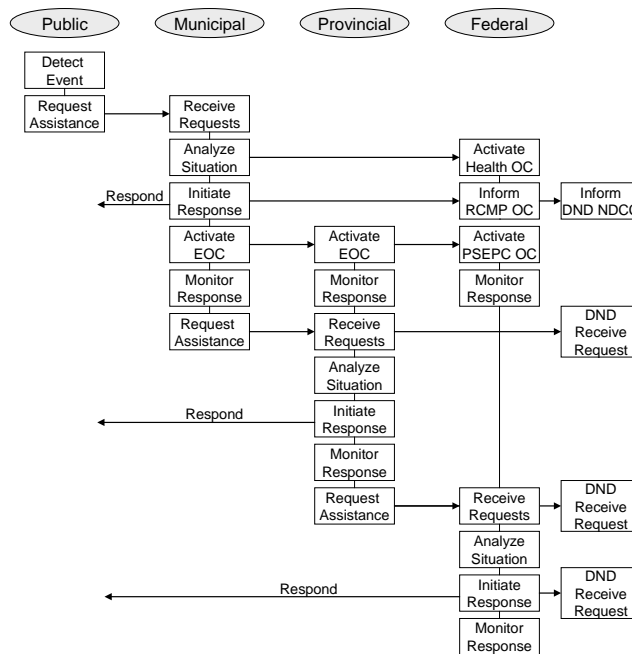 Public Municipal Provincial Federal
Detect
Event
Request
Assistance
Receive
Requests
Analyze
Situation
Activate
Health OC
Respond
Initiate
Response
Inform
RCMP OC
Inform
DND NDCC
Activate
EOC
Activate
EOC
Activate
PSEPC OC
Monitor
Response
Monitor
Response
Monitor
Response
Request
Assistance
Receive
Requests
DND
Receive
Request
Analyze
Situation
Respond
Initiate
Response
Monitor
Response
Request
Assistance
Receive
Requests
DND
Receive
Request
Analyze
Situation
Respond
Initiate
Response
DND
Receive
Request
Monitor
Response